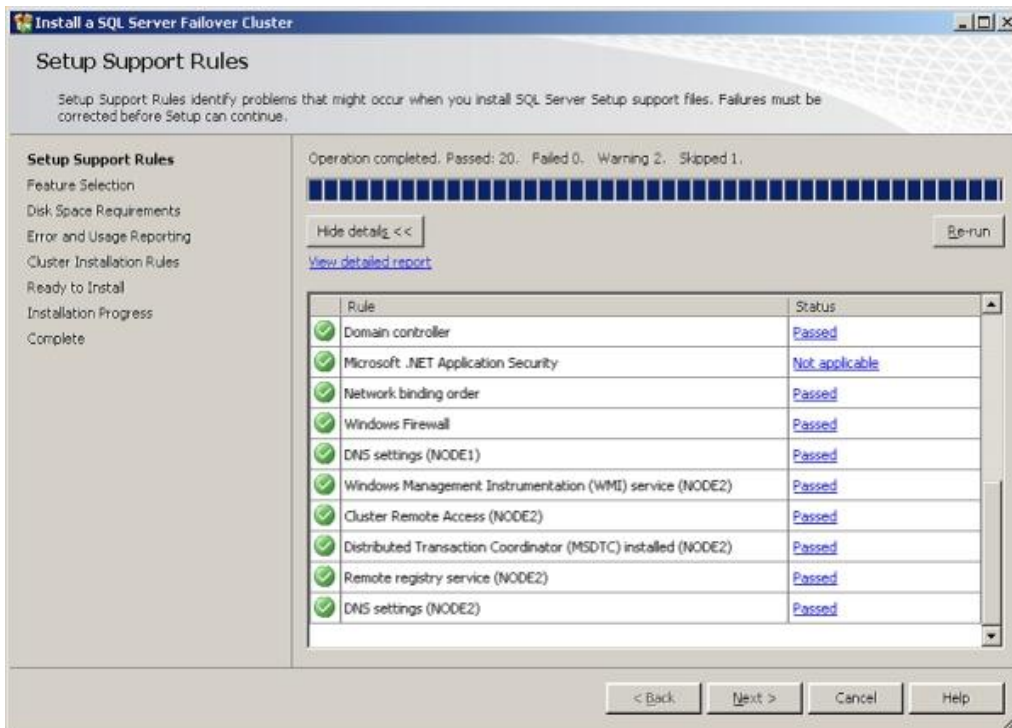 Install a SQL Server Failover Cluster
Setup Support Rules
Setup Support Rules identify problems that might occur when you install SQL Server Setup support files. Failures must be
corrected before Setup can continue.
Setup Support Rules
Feature Selection
Disk Space Requirements
Error and Usage Reporting
Cluster Installation Rules
Ready to Install
Installation Progress
Complete
Operation completed. Passed: 20. Failed 0. Warning 2. Skipped 1.
Hide details <<
Re-run
View detailed report
Rule Status
Domain controller Passed
Microsoft .NET Application Security Not applicable
Network binding order Passed
Windows Firewall Passed
DNS settings (NODE1) Passed
Windows Management Instrumentation (WMI) service (NODE2) Passed
Cluster Remote Access (NODE2) Passed
Distributed Transaction Coordinator (MSDTC) installed (NODE2) Passed
Remote registry service (NODE2) Passed
DNS settings (NODE2) Passed
< Back Next > Cancel Help